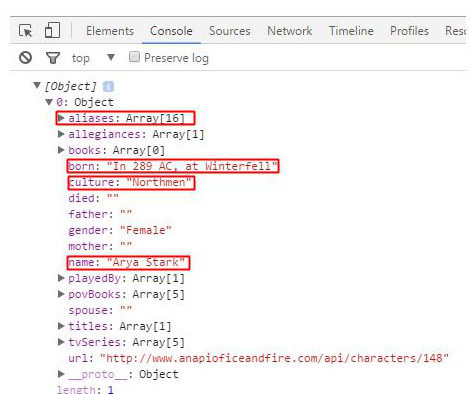 Elements Console Sources Network Timeline Profiles
top Preserve log
[Object]
0: Object
aliases: Array[16]
allegiances: Array[1]
books: Array[0]
born: "In 289 AC, at Winterfell"
culture: "Northmen"
died: ""
father: ""
gender: "Female"
mother: ""
name: "Arya Stark"
playedBy: Array[1]
povBooks: Array[5]
spouse: ""
titles: Array[1]
tvSeries: Array[5]
url: "http://www.anapioficeandfire.com/api/characters/148"
__proto__: Object
length: 1